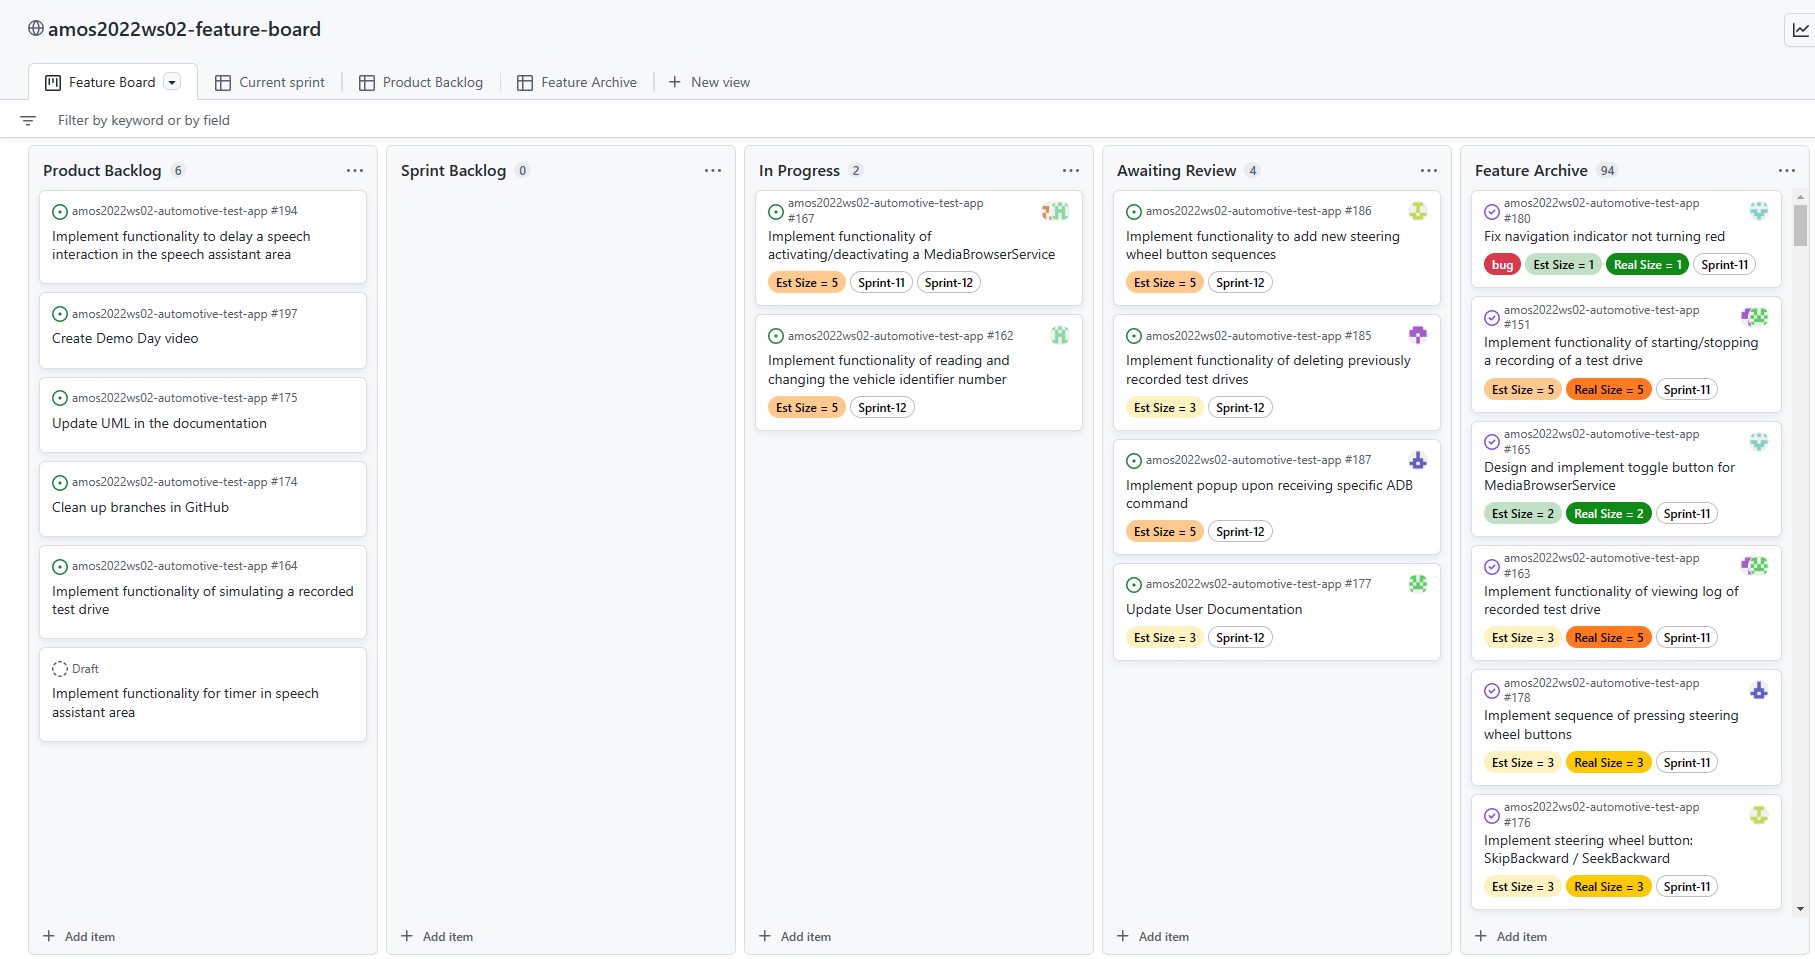 amos2022ws02-feature-board
Feature Board
Current sprint
Product Backlog
Feature Archive
New view
Filter by keyword or by field
Product Backlog 6
amos2022ws02-automotive-test-app #194
Implement functionality to delay a speech
interaction in the speech assistant area
amos2022ws02-automotive-test-app #197
Create Demo Day video
amos2022ws02-automotive-test-app #175
Update UML in the documentation
amos2022ws02-automotive-test-app #174
Clean up branches in GitHub
amos2022ws02-automotive-test-app #164
Implement functionality of simulating a recorded
test drive
Draft
Implement functionality for timer in speech
assistant area
Add item
Sprint Backlog 0
Add item
In Progress 2
amos2022ws02-automotive-test-app
#167
Implement functionality of
activating/deactivating a MediaBrowserService
Est Size = 5 Sprint-11 Sprint-12
amos2022ws02-automotive-test-app #162
Implement functionality of reading and
changing the vehicle identifier number
Est Size = 5 Sprint-12
Add item
Awaiting Review 4
amos2022ws02-automotive-test-app #186
Implement functionality to add new steering
wheel button sequences
Est Size = 5 Sprint-12
amos2022ws02-automotive-test-app #185
Implement functionality of deleting previously
recorded test drives
Est Size = 3 Sprint-12
amos2022ws02-automotive-test-app #187
Implement popup upon receiving specific ADB
command
Est Size = 5 Sprint-12
amos2022ws02-automotive-test-app #177
Update User Documentation
Est Size = 3 Sprint-12
Add item
Feature Archive 94
amos2022ws02-automotive-test-app
#180
Fix navigation indicator not turning red
bug Est Size = 1 Real Size = 1 Sprint-11
amos2022ws02-automotive-test-app
#151
Implement functionality of starting/stopping
a recording of a test drive
Est Size = 5 Real Size = 5 Sprint-11
amos2022ws02-automotive-test-app
#165
Design and implement toggle button for
MediaBrowserService
Est Size = 2 Real Size = 2 Sprint-11
amos2022ws02-automotive-test-app
#163
Implement functionality of viewing log of
recorded test drive
Est Size = 3 Real Size = 5 Sprint-11
amos2022ws02-automotive-test-app
#178
Implement sequence of pressing steering
wheel buttons
Est Size = 3 Real Size = 3 Sprint-11
amos2022ws02-automotive-test-app
#176
Implement steering wheel button:
SkipBackward / SeekBackward
Est Size = 3 Real Size = 3 Sprint-11
Add item